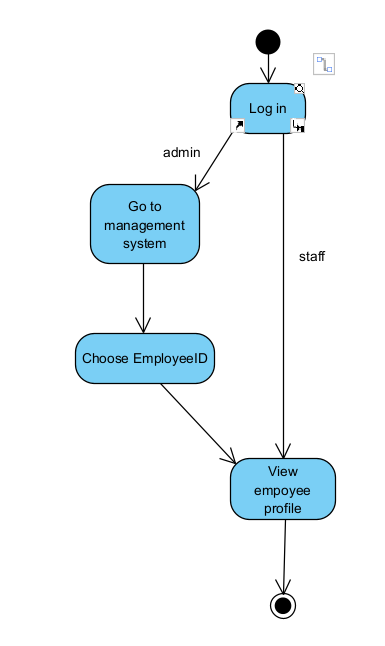 Log in
admin
Go to
management
system
staff
Choose EmployeeID
View
empoyee
profile